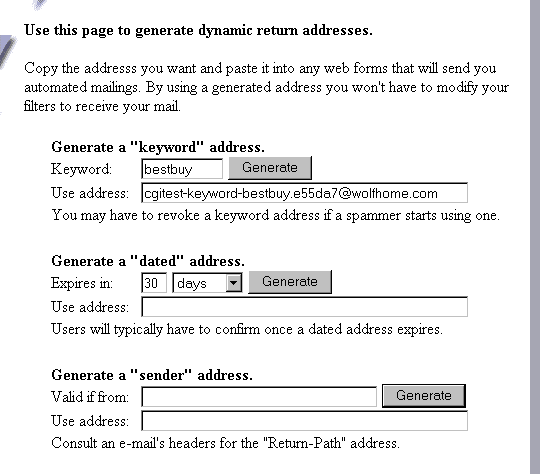 Use this page to generate dynamic return addresses.
Copy the addresss you want and paste it into any web forms that will send you
automated mailings. By using a generated address you won't have to modify your
filters to receive your mail.
Generate a "keyword" address.
Keyword: bestbuy Generate
Use address: cgitest-keyword-bestbuy.e55da7@wolfhome.com
You may have to revoke a keyword address if a spammer starts using one.
Generate a "dated" address.
Expires in: 30 days Generate
Use address:
Users will typically have to confirm once a dated address expires.
Generate a "sender" address.
Valid if from: Generate
Use address:
Consult an e-mail's headers for the "Return-Path" address.